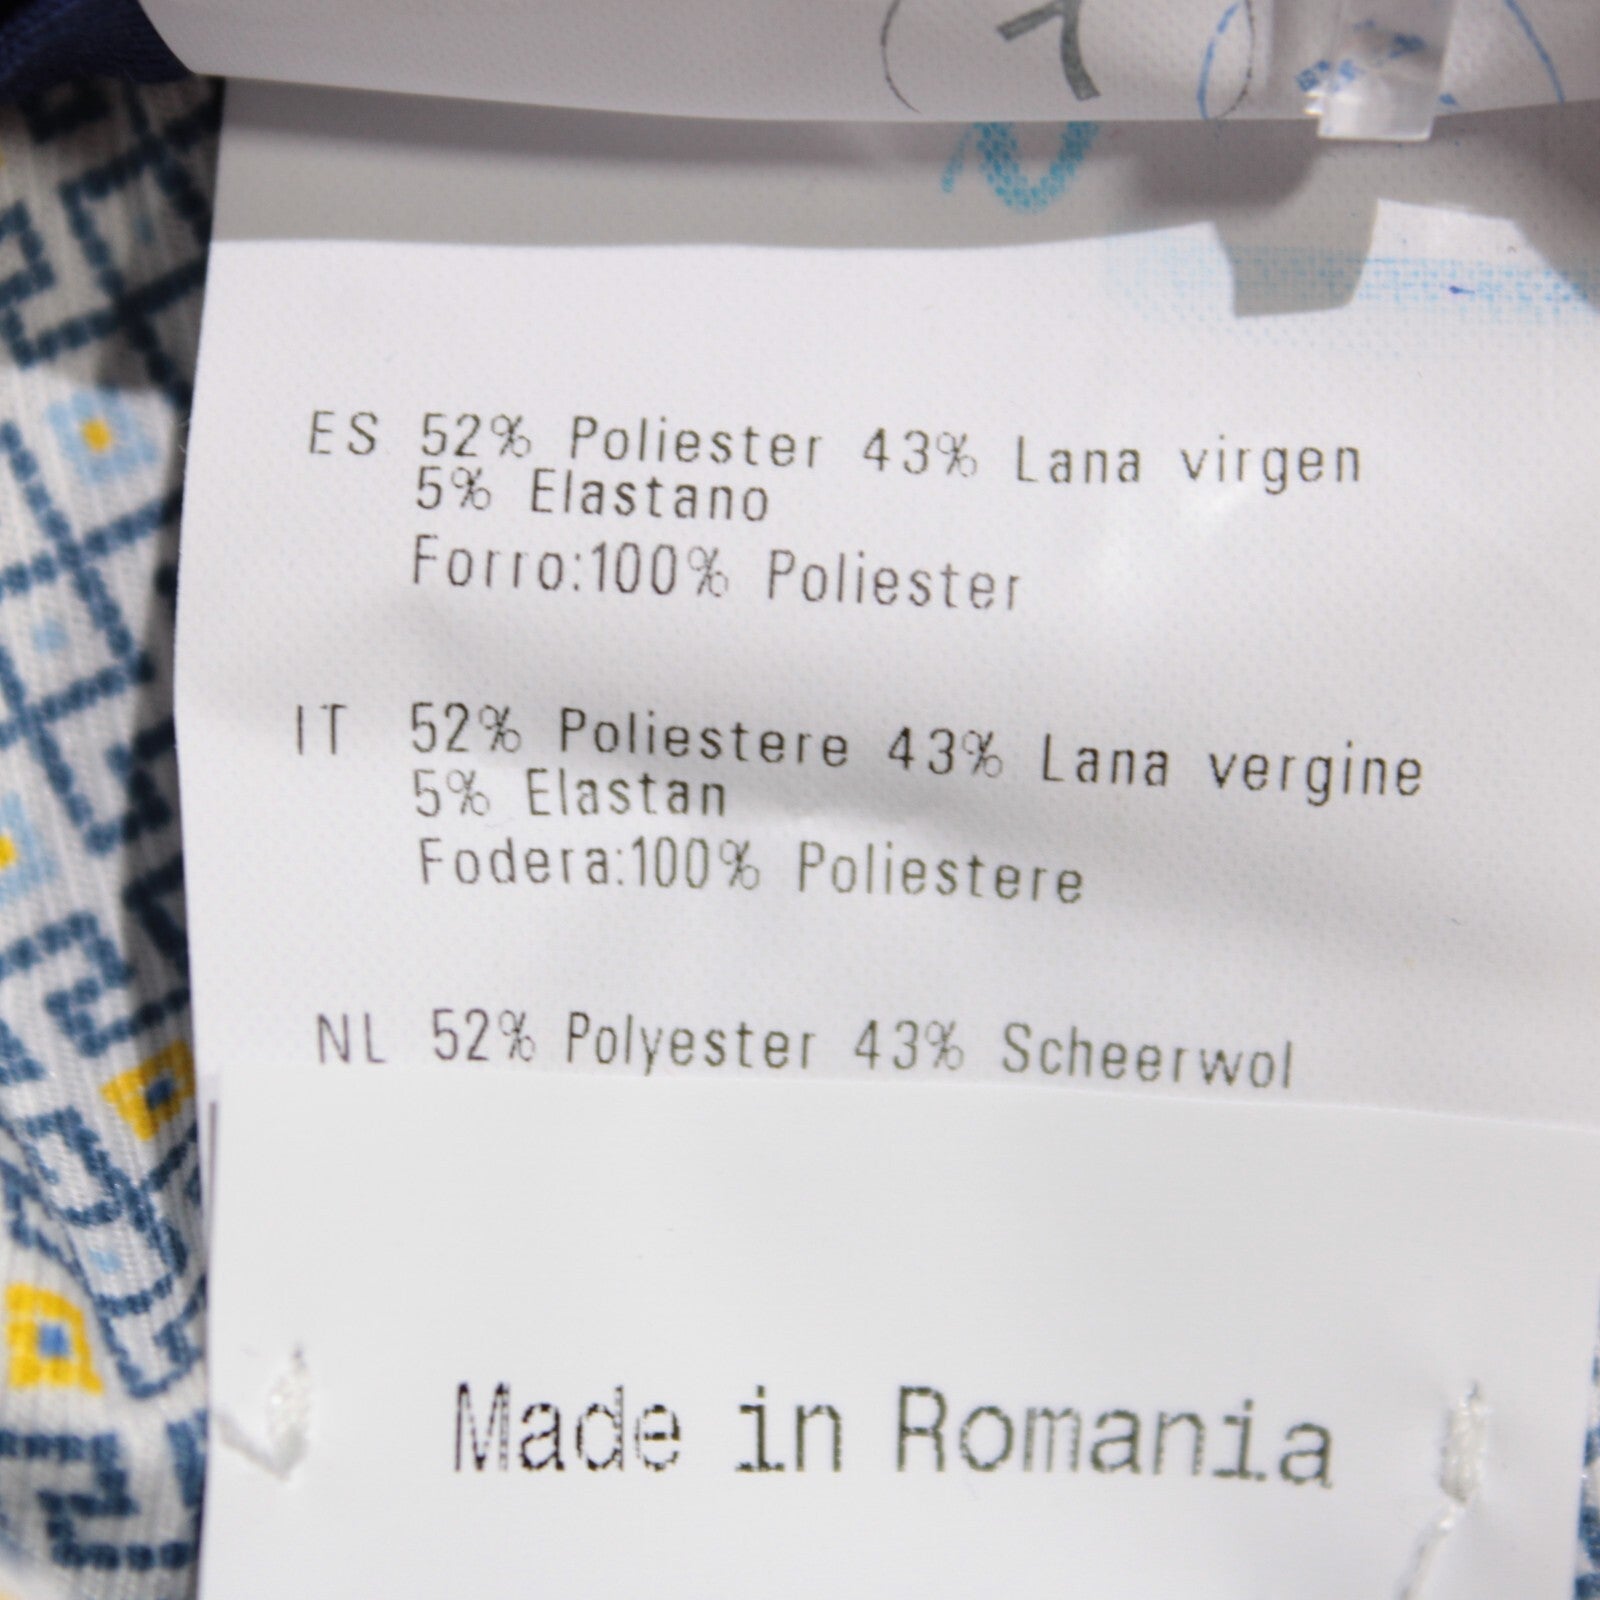 ES 52% Poliester 43% Lana virgen
5% Elastano
Forro:100% Poliester
IT 52% Poliestere 43% Lana vergine
5% Elastan
Fodera:100% Poliestere
NL 52% Polyester 43% Scheerwol
Made in Romania